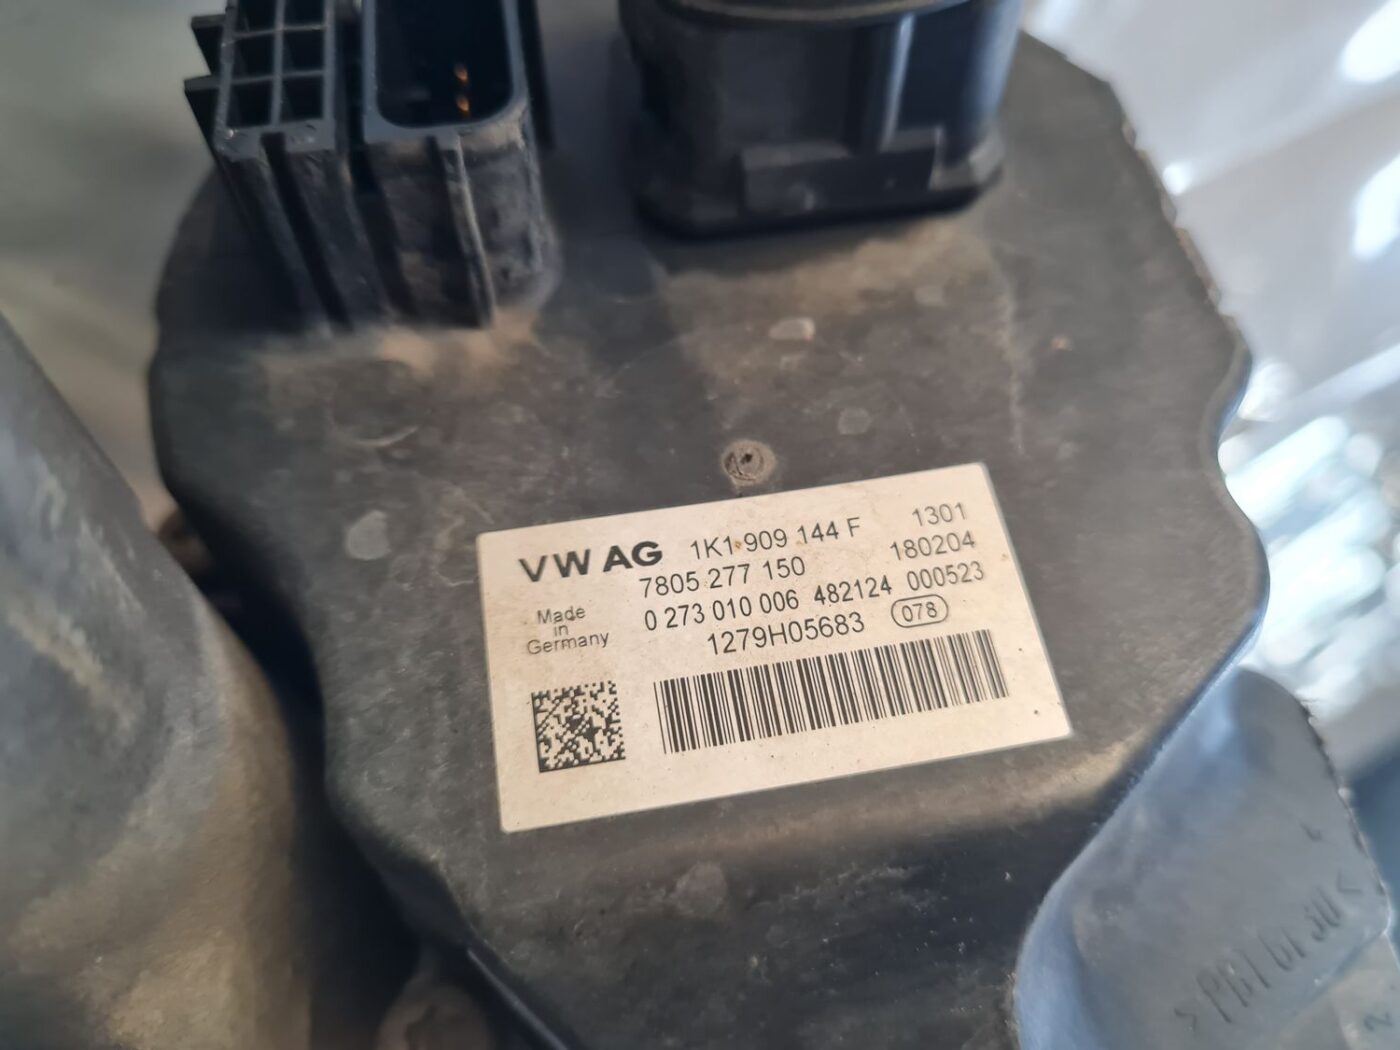 VW AG 1K1 909 144 F 1301
7805 277 150 180204
Made in Germany
0 273 010 006 482124 000523
1279H05683 078